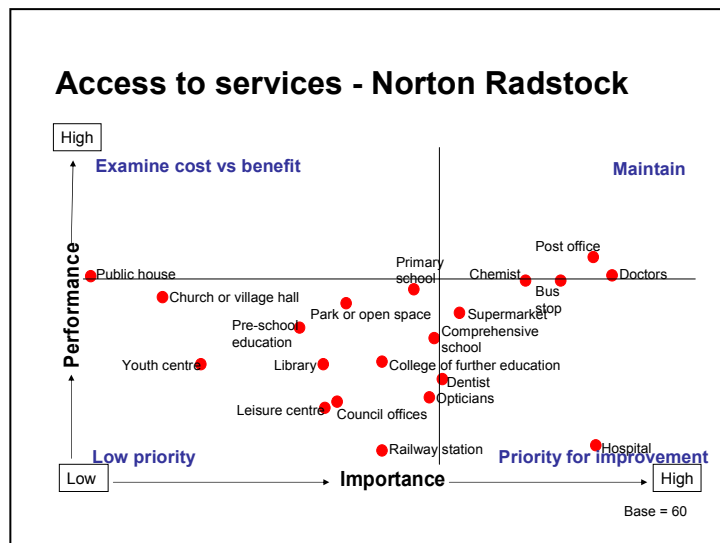 Access to services - Norton Radstock
High
Examine cost vs benefit
Maintain
Post office
Primary
school
Public house
Chemist
Doctors
Bus
stop
Church or village hall
Park or open space
Supermarket
Pre-school
education
Comprehensive
school
Youth centre
Library
College of further education
Dentist
Leisure centre
Council offices
Opticians
Railway station
Hospital
Performance
Low priority
Priority for improvement
Low
Importance
High
Base = 60